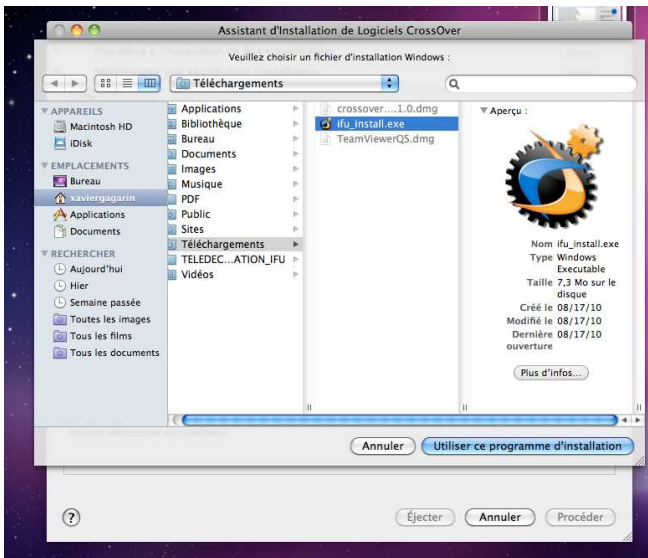 Assistant d'Installation de Logiciels CrossOver
Veuillez choisir un fichier d'installation Windows :
Téléchargements
APPAREILS
Macintosh HD
iDisk
EMPLACEMENTS
Bureau
xaviergagarin
Applications
Documents
RECHERCHER
Aujourd'hui
Hier
Semaine passée
Toutes les images
Tous les films
Tous les documents
Applications
Bibliothèque
Bureau
Documents
Images
Musique
PDF
Public
Sites
Téléchargements
TELEDEC...ATION_IFU
Vidéos
crossover....1.0.dmg
ifu_install.exe
TeamViewerQS.dmg
Aperçu :
Nom ifu_install.exe
Type Windows
Executable
Taille 7,3 Mo sur le
disque
Créé le 08/17/10
Modifié le 08/17/10
Dernière 08/17/10
ouverture
Plus d'infos...
Annuler
Utiliser ce programme d'installation
?
Éjecter
Annuler
Procéder